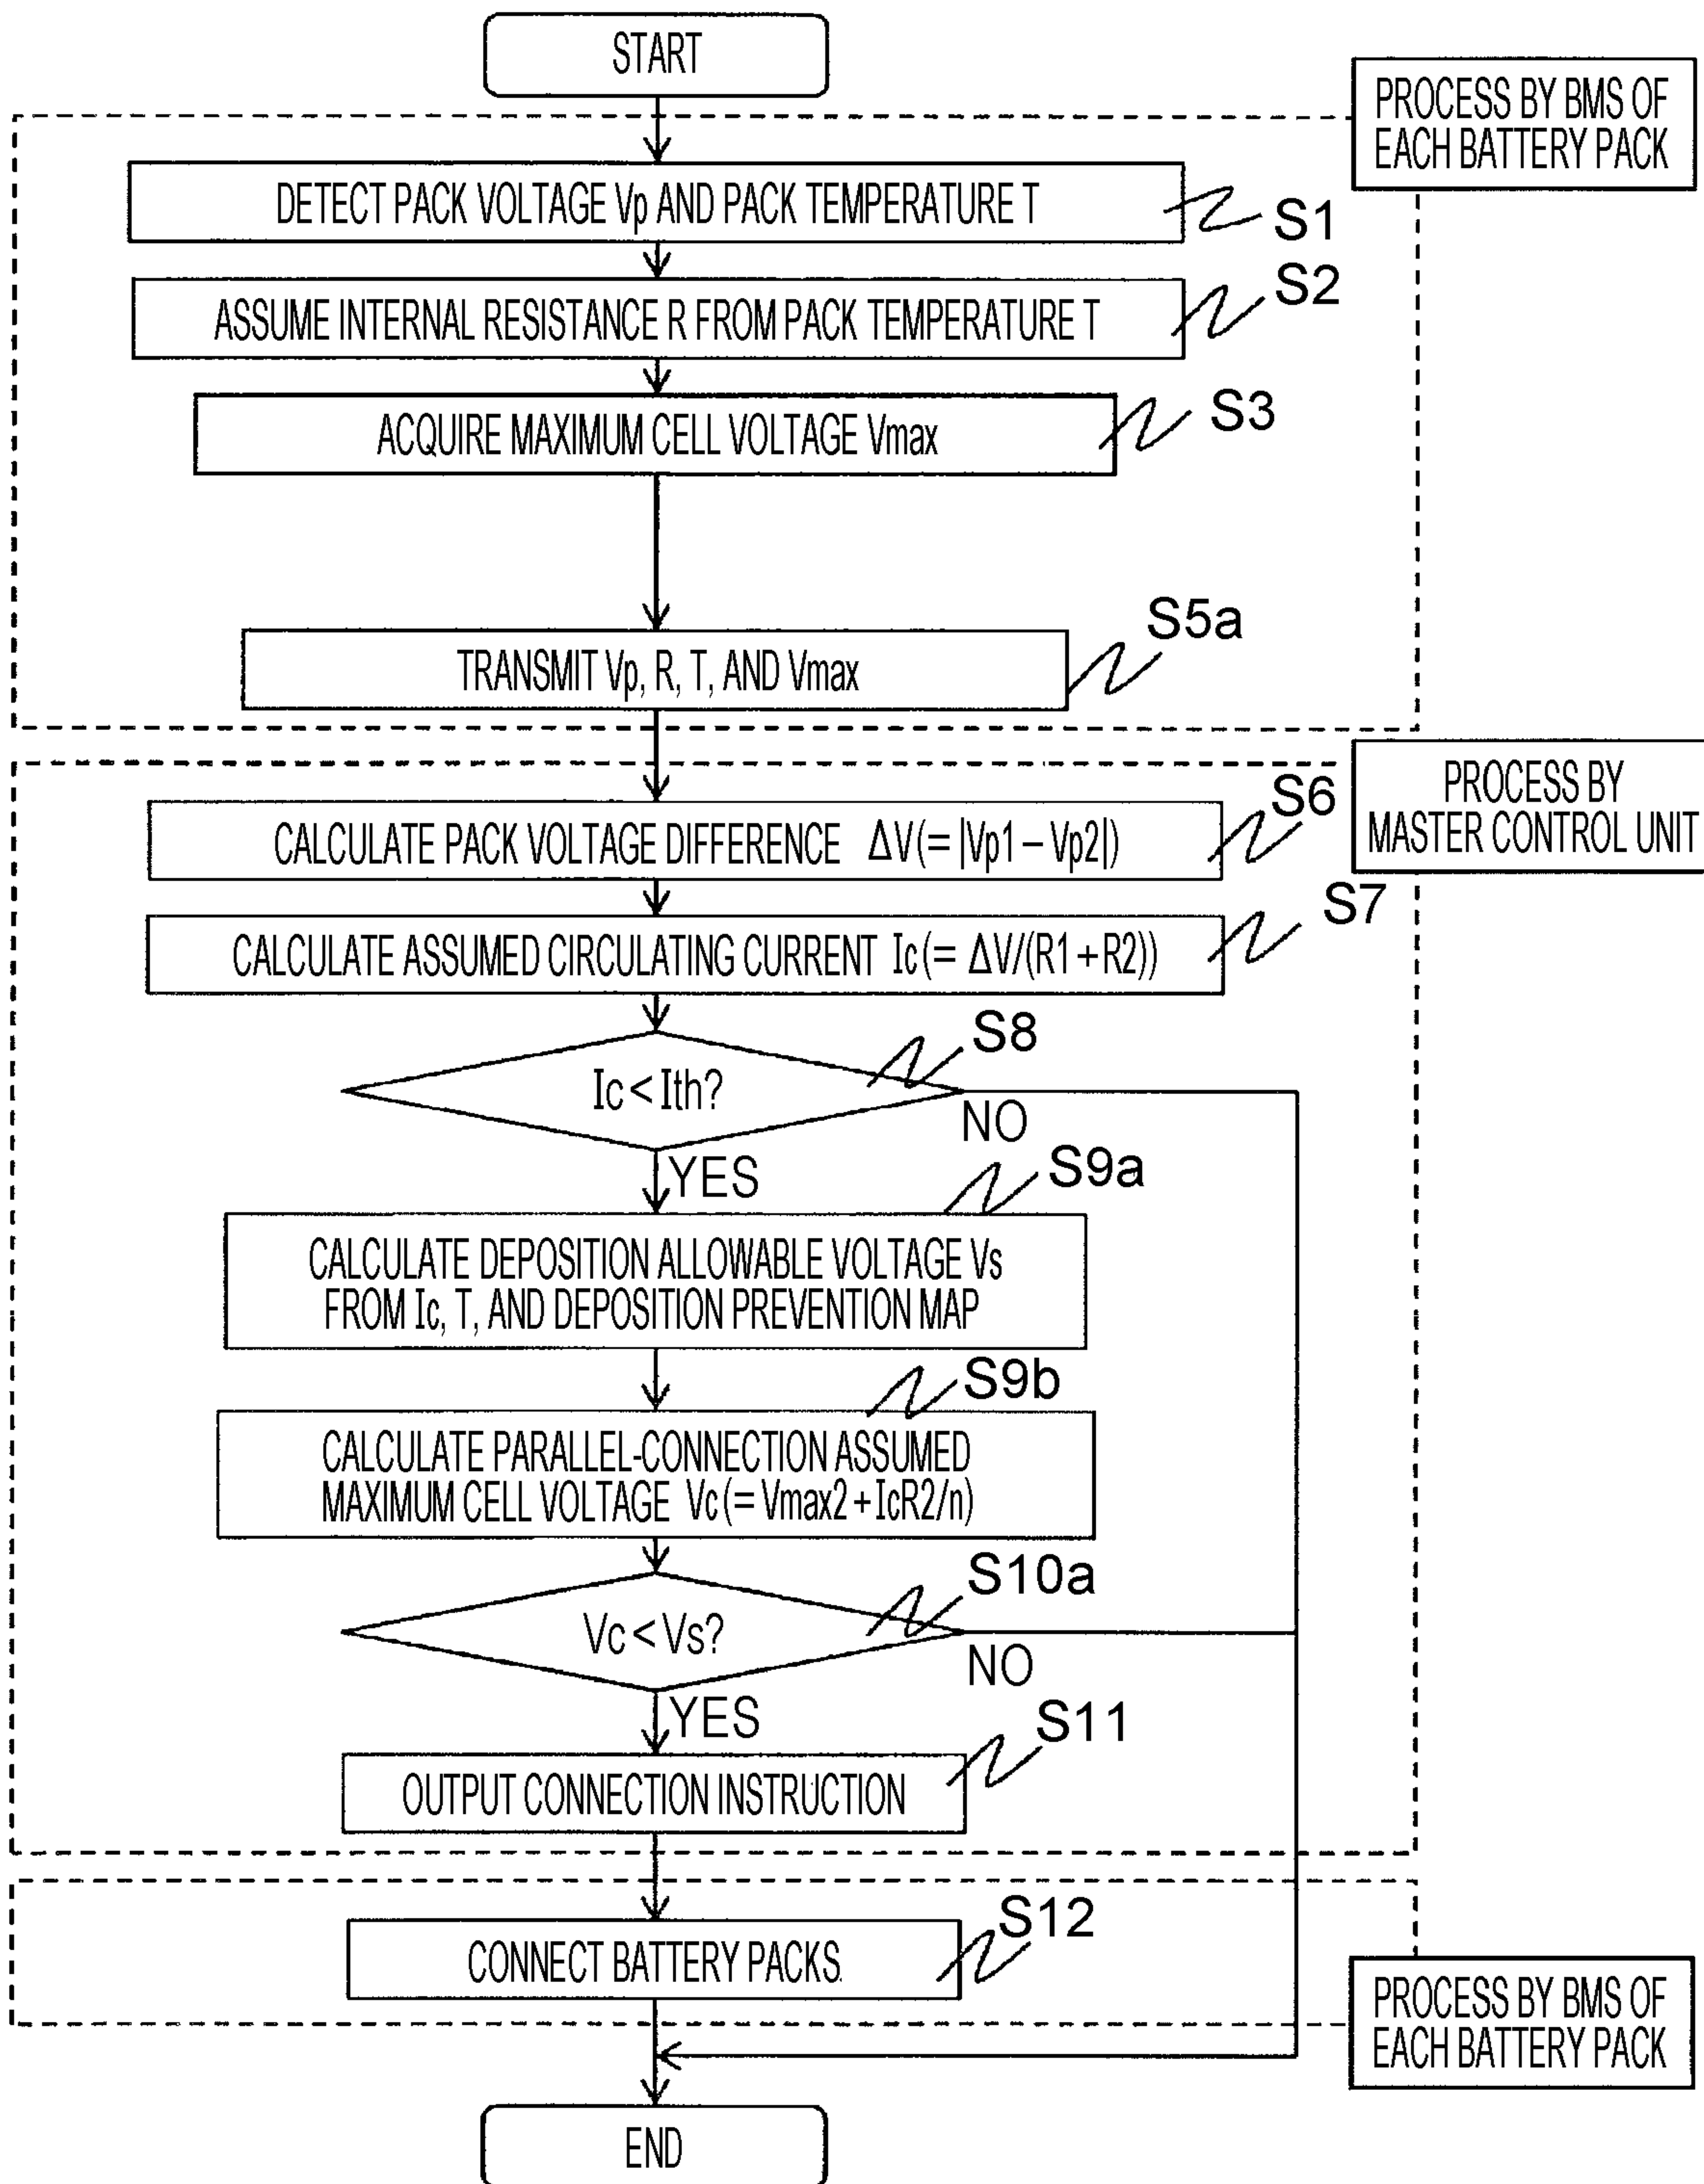 START
PROCESS BY BMS OF
EACH BATTERY PACK
DETECT PACK VOLTAGE Vp AND PACK TEMPERATURE T
S1
ASSUME INTERNAL RESISTANCE R FROM PACK TEMPERATURE T
S2
ACQUIRE MAXIMUM CELL VOLTAGE Vmax
S3
TRANSMIT Vp, R, T, AND Vmax
S5a
PROCESS BY
MASTER CONTROL UNIT
CALCULATE PACK VOLTAGE DIFFERENCE ΔV(= |Vp1 – Vp2|)
S6
CALCULATE ASSUMED CIRCULATING CURRENT Ic(= ΔV/(R1+R2))
S7
Ic < Ith?
S8
NO
YES
CALCULATE DEPOSITION ALLOWABLE VOLTAGE Vs
FROM Ic, T, AND DEPOSITION PREVENTION MAP
S9a
CALCULATE PARALLEL-CONNECTION ASSUMED
MAXIMUM CELL VOLTAGE Vc(= Vmax2+IcR2/n)
S9b
Vc < Vs?
S10a
NO
YES
OUTPUT CONNECTION INSTRUCTION
S11
CONNECT BATTERY PACKS
S12
PROCESS BY BMS OF
EACH BATTERY PACK
END